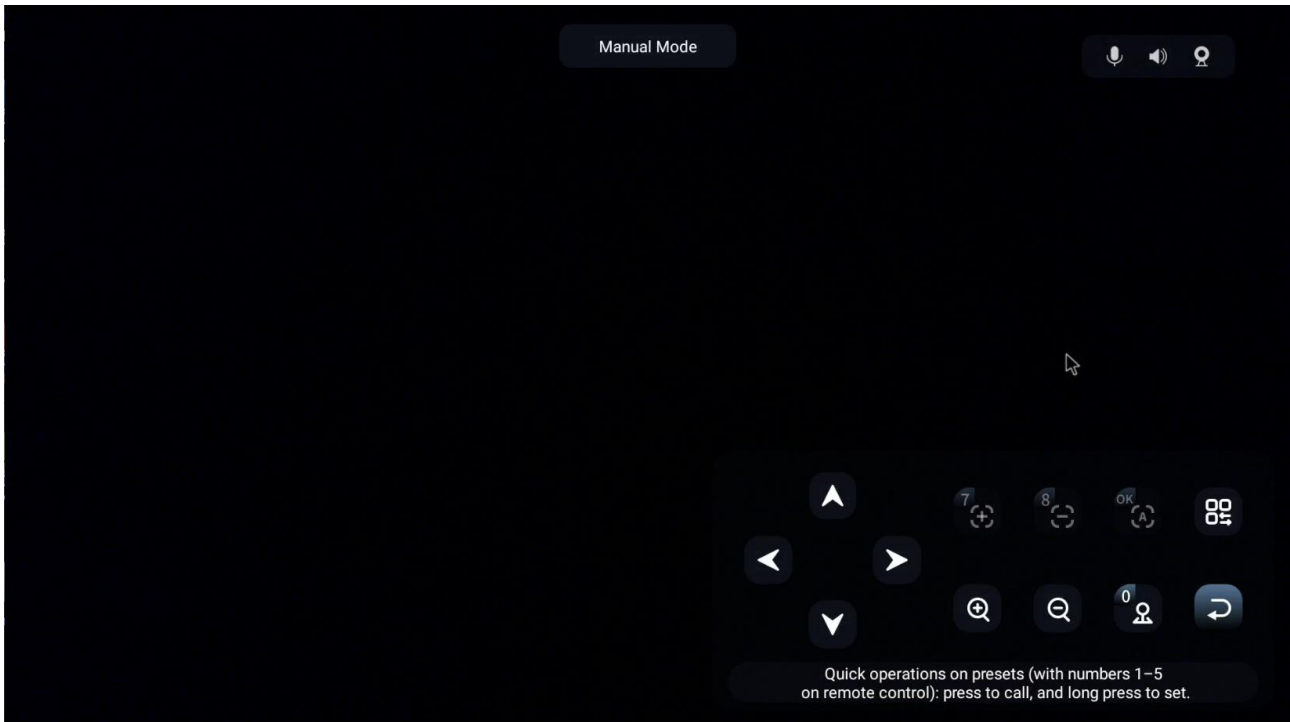 Manual Mode
7
8
OK
A
0
Quick operations on presets (with numbers 1–5
on remote control): press to call, and long press to set.